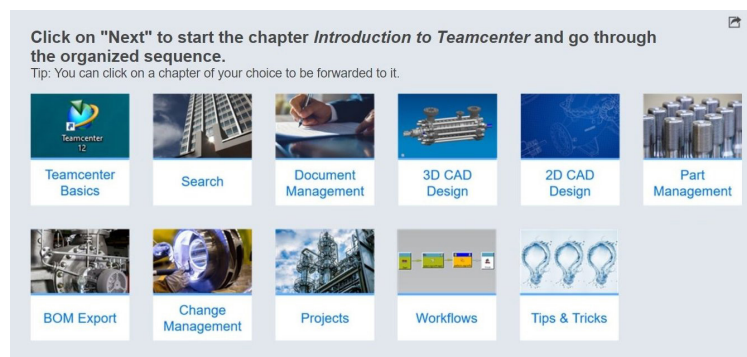 Click on "Next" to start the chapter Introduction to Teamcenter and go through
the organized sequence.
Tip: You can click on a chapter of your choice to be forwarded to it.
Teamcenter
12
Teamcenter
Basics
Search
Document
Management
3D CAD
Design
2D CAD
Design
Part
Management
BOM Export
Change
Management
Projects
Workflows
Tips & Tricks